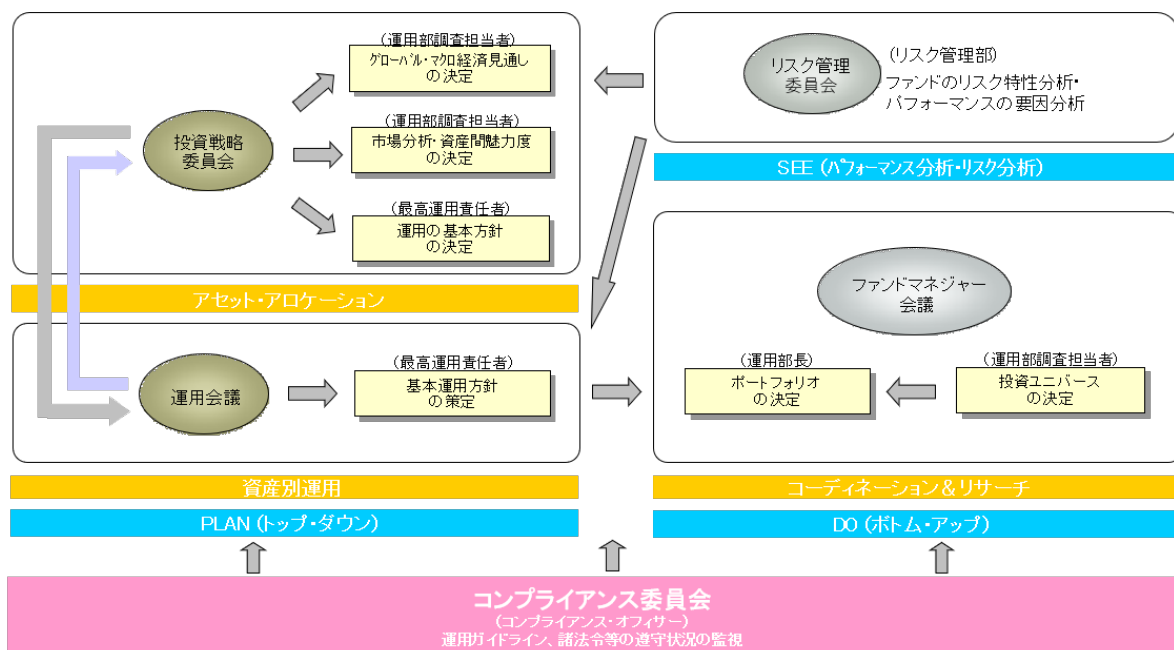 (運用部調査担当者)
グローバル・マクロ経済見通し
の決定
投資戦略
委員会
(運用部調査担当者)
市場分析・資産間魅力度
の決定
(最高運用責任者)
運用の基本方針
の決定
アセット・アロケーション
リスク管理
委員会
(リスク管理部)
ファンドのリスク特性分析・
パフォーマンスの要因分析
SEE (パフォーマンス分析・リスク分析)
運用会議
(最高運用責任者)
基本運用方針
の策定
資産別運用
PLAN (トップ・ダウン)
ファンドマネジャー
会議
(運用部長)
ポートフォリオ
の決定
(運用部調査担当者)
投資ユニバース
の決定
コーディネーション＆リサーチ
DO (ボトム・アップ)
コンプライアンス委員会
(コンプライアンス・オフィサー)
運用ガイドライン、諸法令等の遵守状況の監視